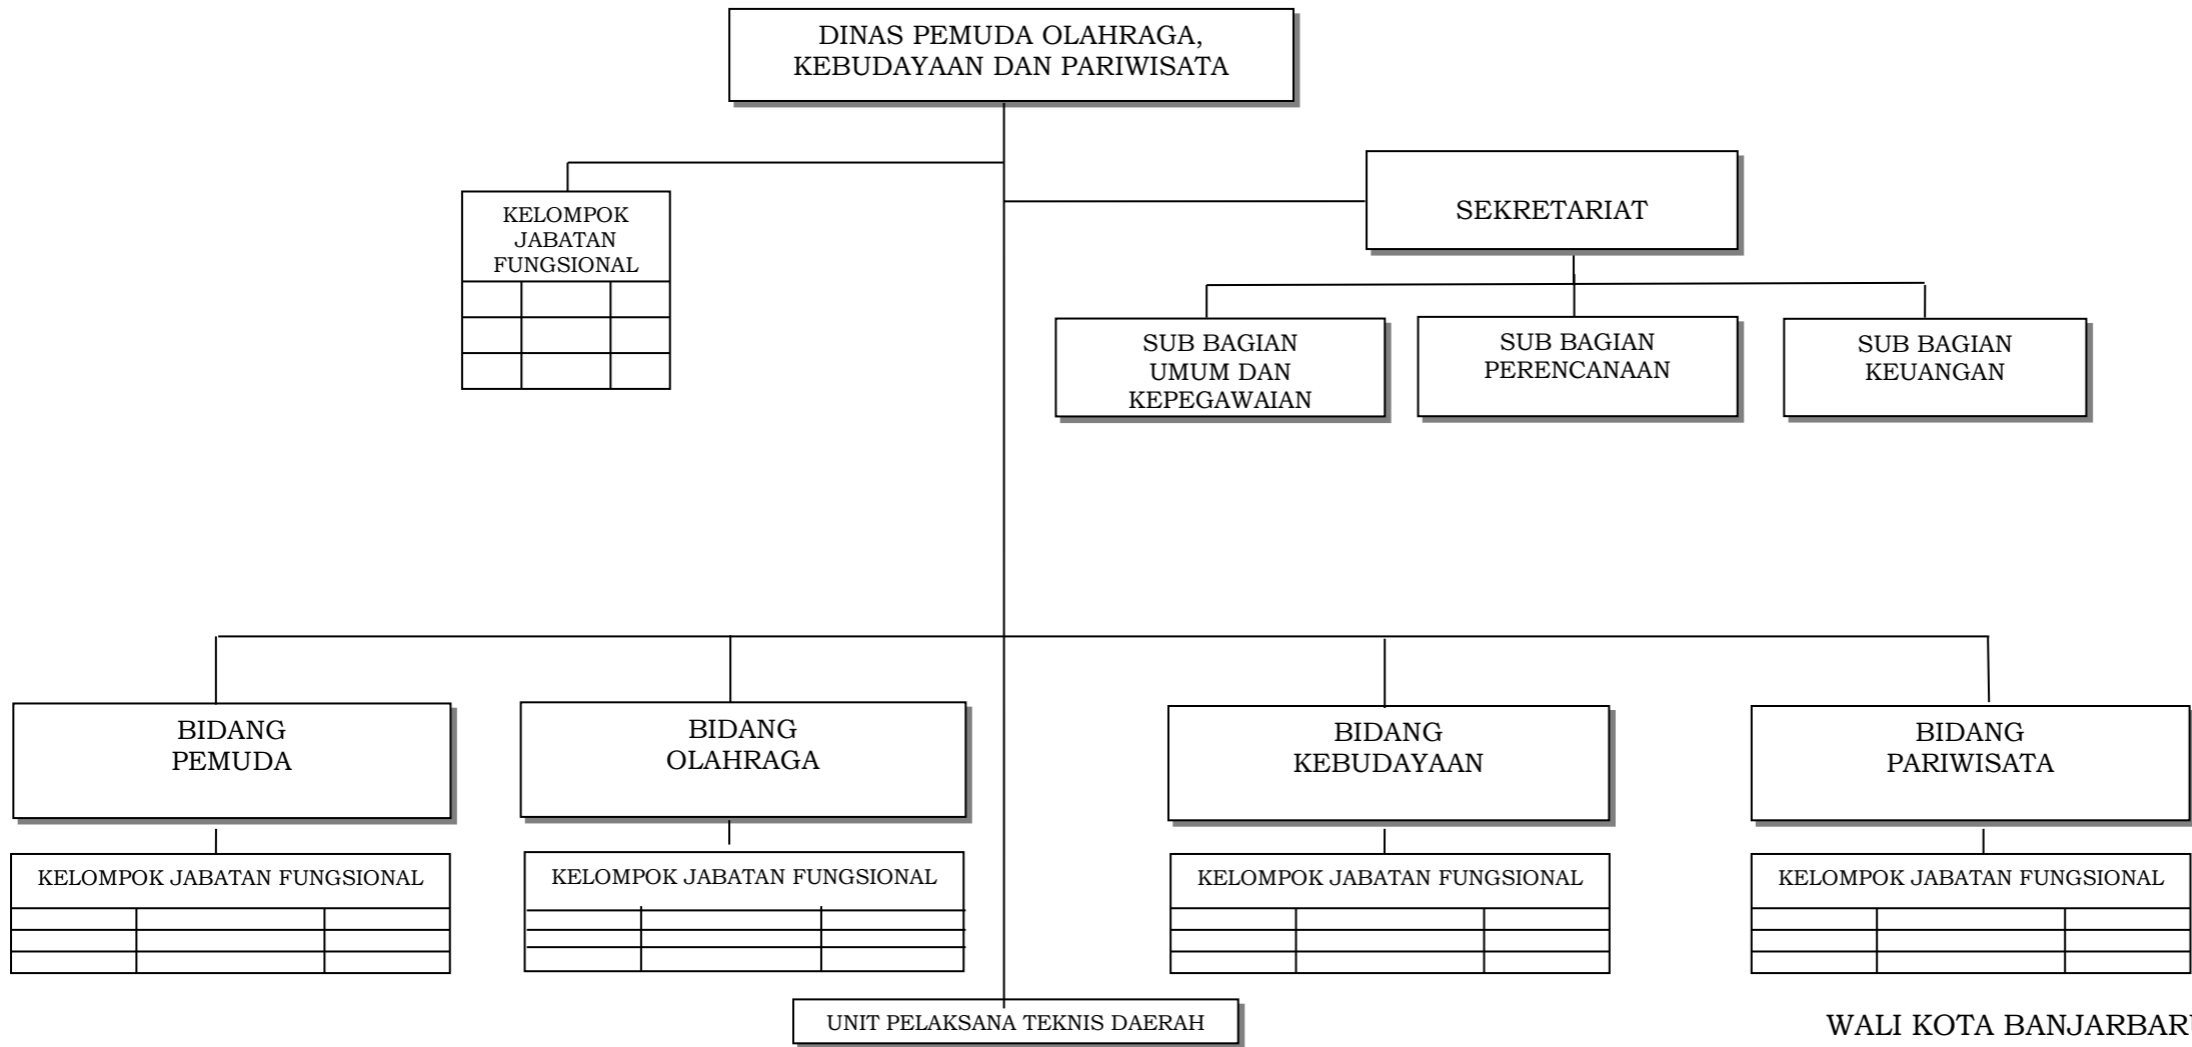 DINAS PEMUDA OLAHRAGA,
KEBUDAYAAN DAN PARIWISATA
KELOMPOK
JABATAN
FUNGSIONAL
SEKRETARIAT
SUB BAGIAN
UMUM DAN
KEPEGAWAIAN
SUB BAGIAN
PERENCANAAN
SUB BAGIAN
KEUANGAN
BIDANG
PEMUDA
BIDANG
OLAHRAGA
BIDANG
KEBUDAYAAN
BIDANG
PARIWISATA
KELOMPOK JABATAN FUNGSIONAL
KELOMPOK JABATAN FUNGSIONAL
KELOMPOK JABATAN FUNGSIONAL
KELOMPOK JABATAN FUNGSIONAL
UNIT PELAKSANA TEKNIS DAERAH
WALI KOTA BANJARBARU